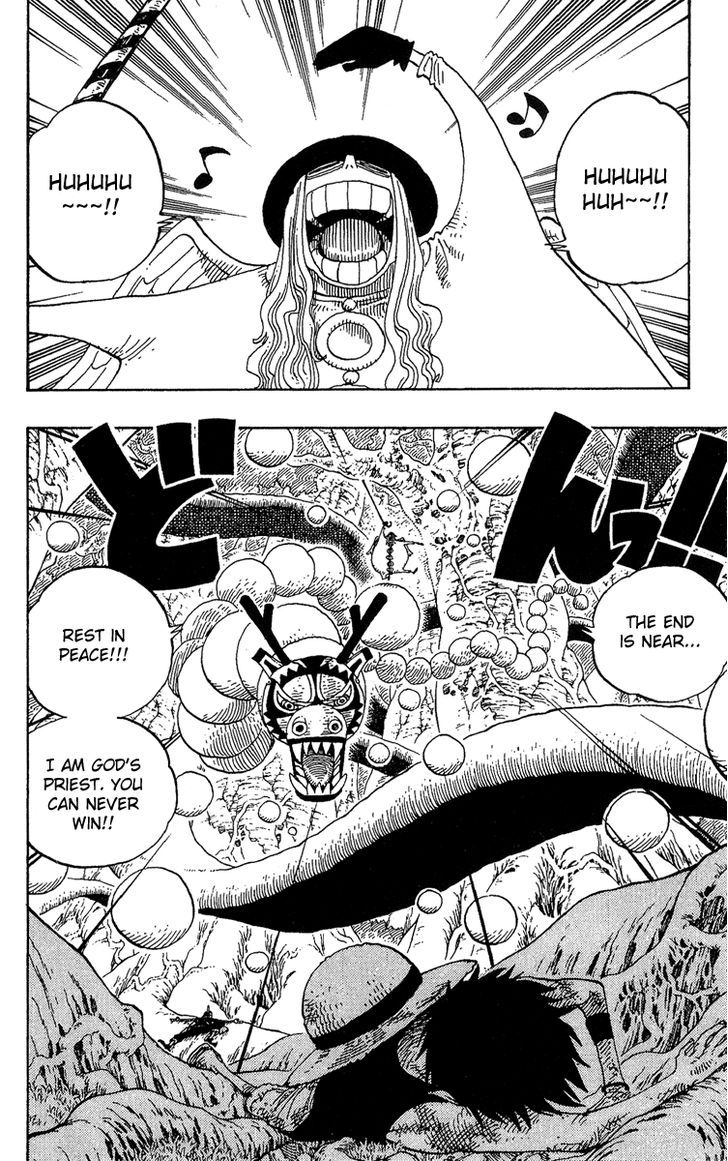 HUHUHU
HUH~~!!
HUHUHU
~~~!!
どんっ!!
THE END
IS NEAR...
REST IN
PEACE!!!
I AM GOD'S
PRIEST. YOU
CAN NEVER
WIN!!